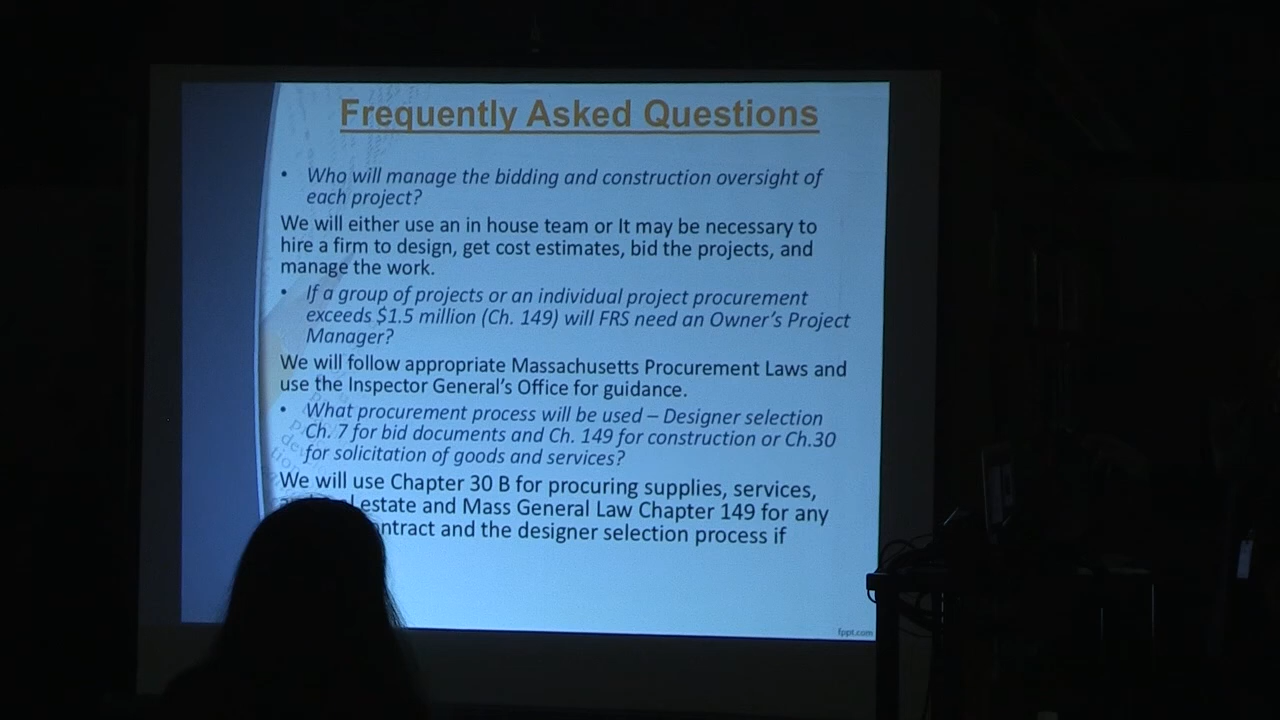 Frequently Asked Questions
• Who will manage the bidding and construction oversight of
each project?
We will either use an in house team or It may be necessary to
hire a firm to design, get cost estimates, bid the projects, and
manage the work.
• If a group of projects or an individual project procurement
exceeds $1.5 million (Ch. 149) will FRS need an Owner's Project
Manager?
We will follow appropriate Massachusetts Procurement Laws and
use the Inspector General's Office for guidance.
• What procurement process will be used – Designer selection
Ch. 7 for bid documents and Ch. 149 for construction or Ch.30
for solicitation of goods and services?
We will use Chapter 30 B for procuring supplies, services,
estate and Mass General Law Chapter 149 for any
and the designer selection process if
fppt.com